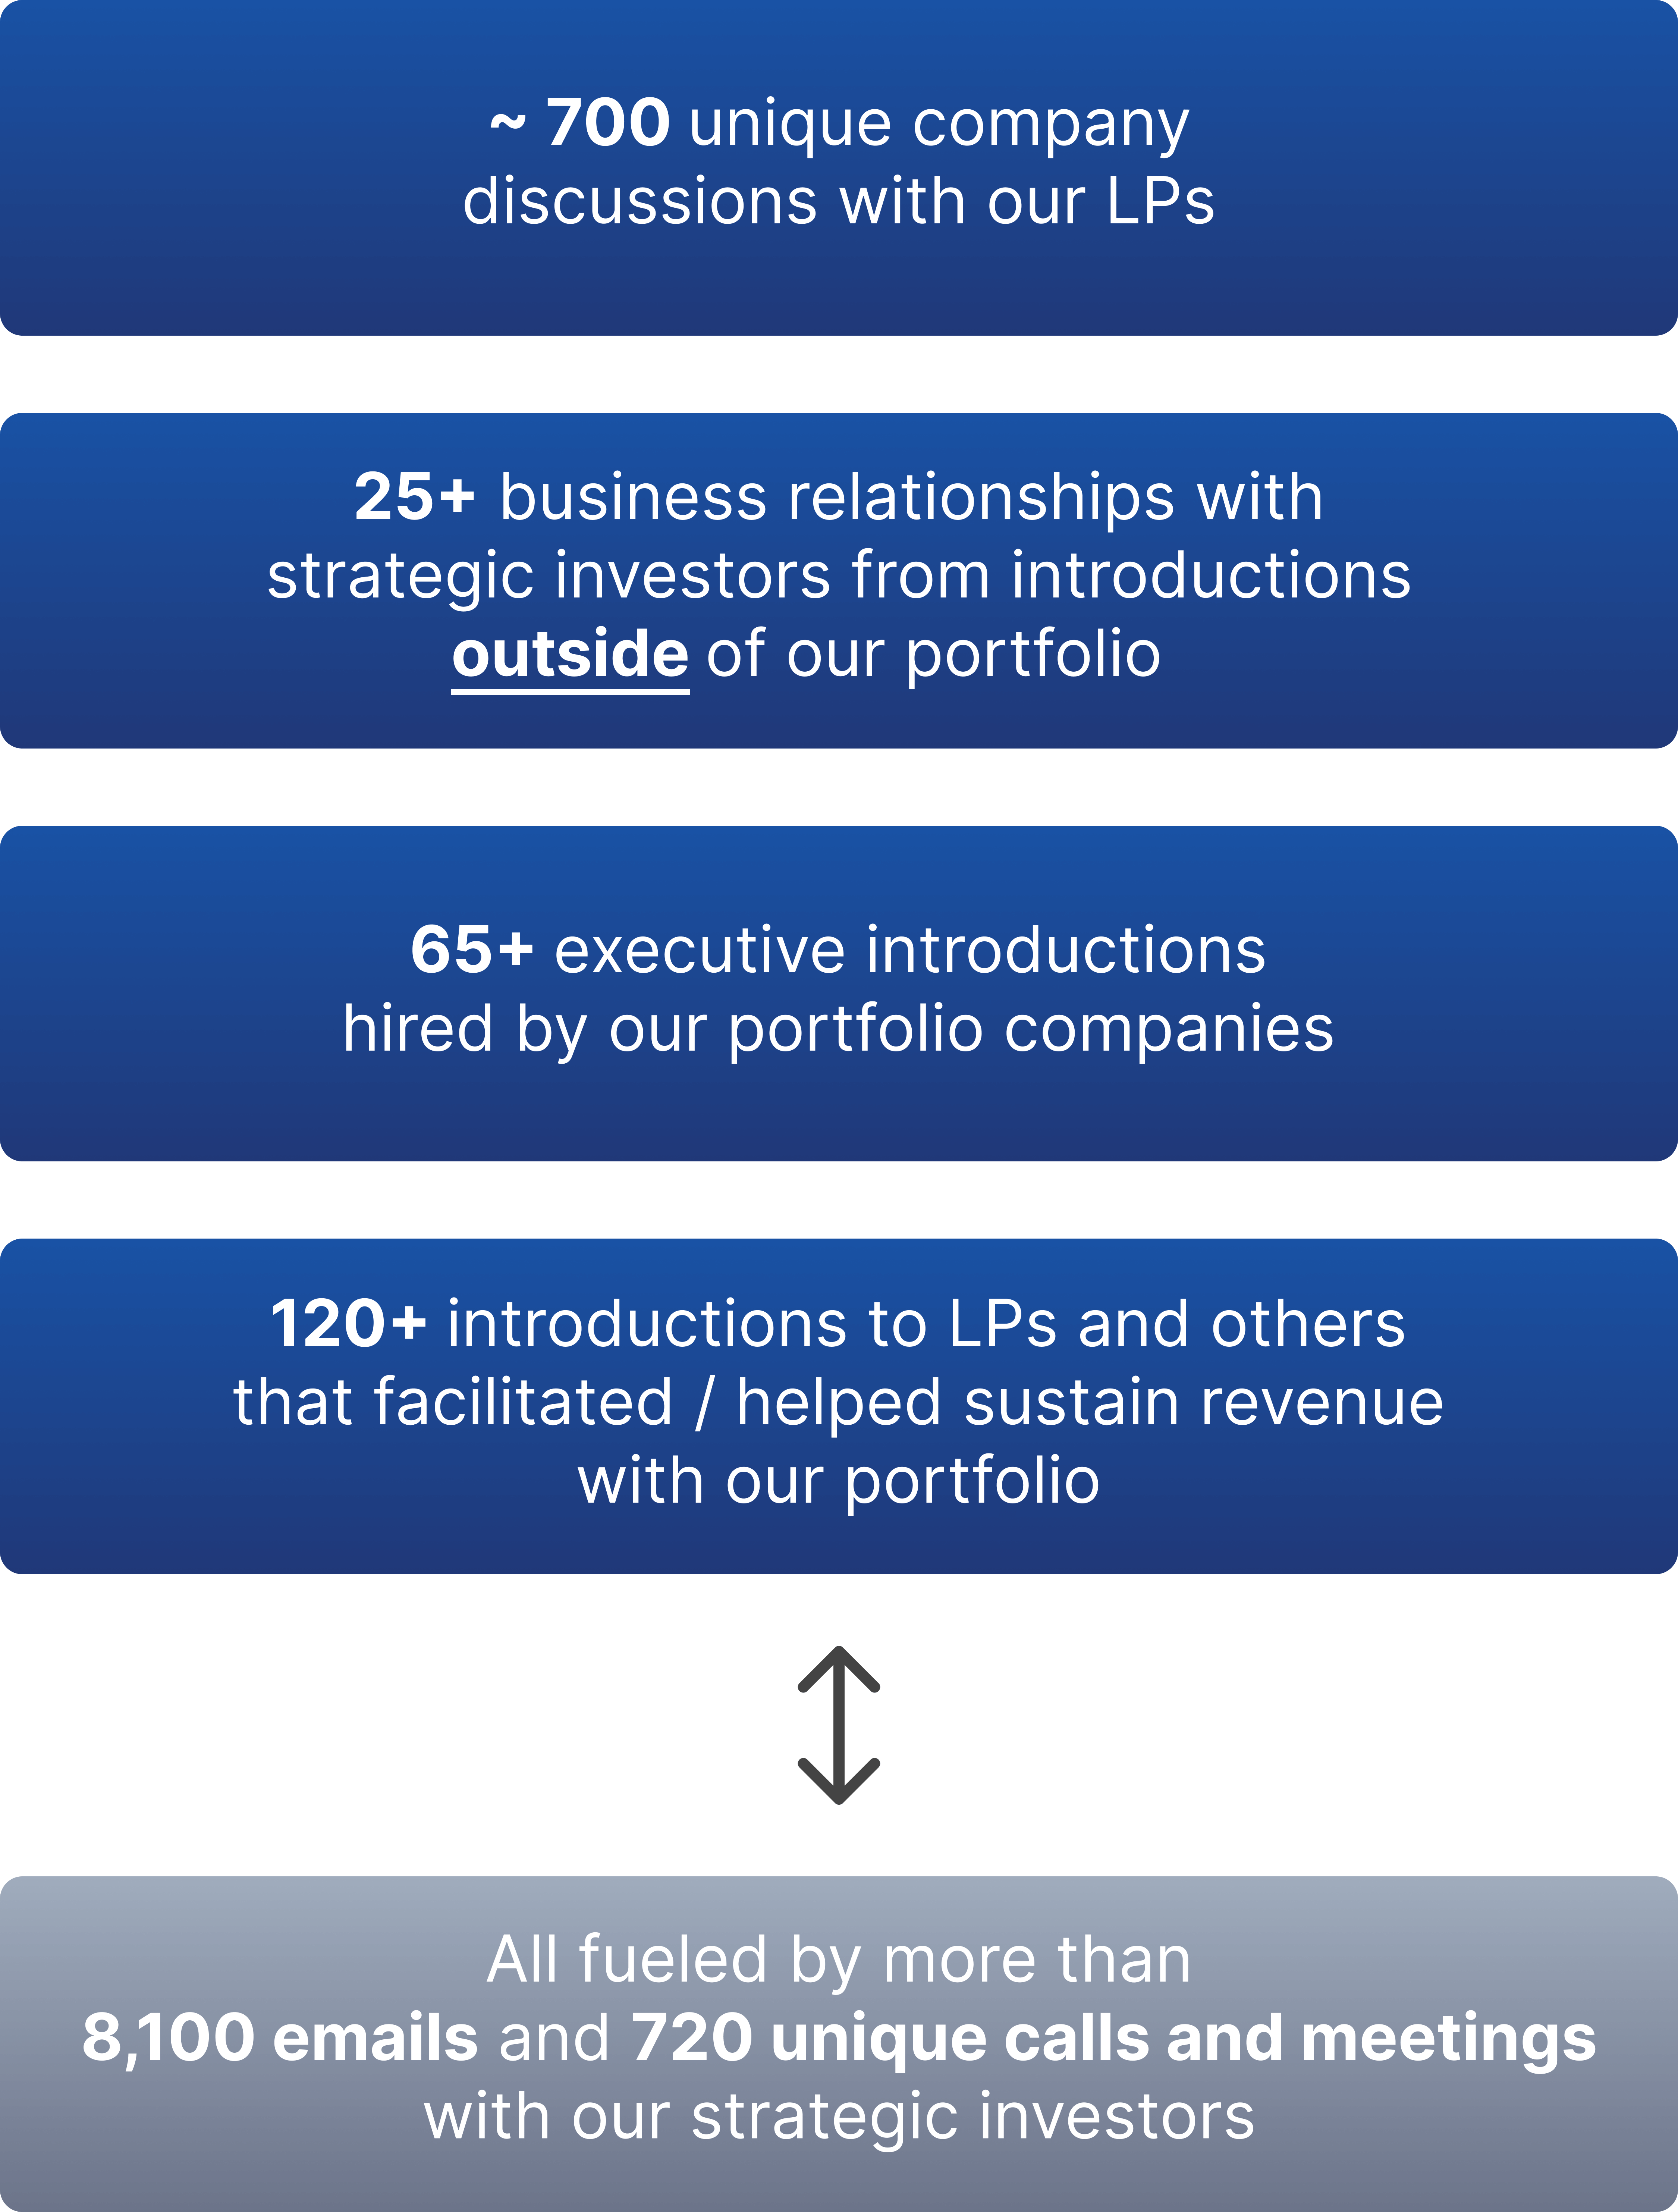 ~ 700 unique company
discussions with our LPs
25+ business relationships with
strategic investors from introductions
outside of our portfolio
65+ executive introductions
hired by our portfolio companies
120+ introductions to LPs and others
that facilitated / helped sustain revenue
with our portfolio
All fueled by more than
8,100 emails and 720 unique calls and meetings
with our strategic investors